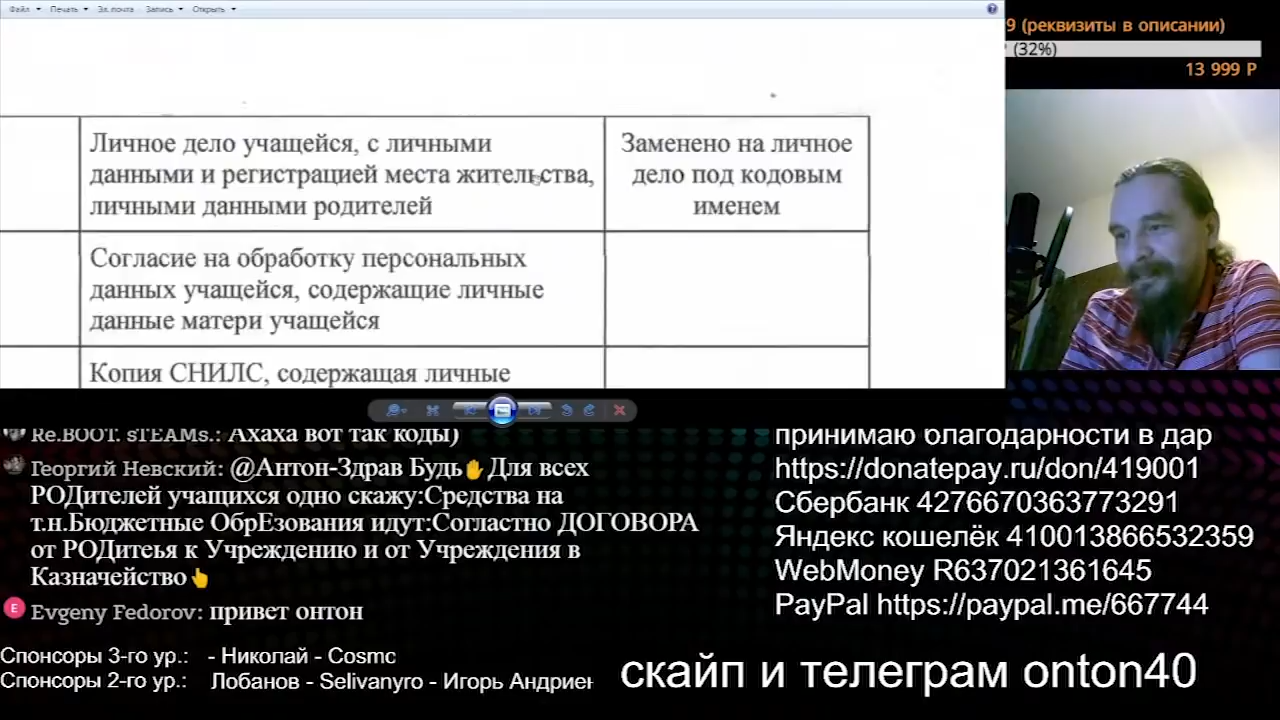 Файл Печать Эл. почта Запись Открыть
9 (реквизиты в описании)
(32%)
13 999 Р
Личное дело учащейся, с личными
данными и регистрацией места жительства,
личными данными родителей
Заменено на личное
дело под кодовым
именем
Согласие на обработку персональных
данных учащейся, содержащие личные
данные матери учащейся
Копия СНИЛС, содержащая личные
Re.BOOT. sTEAMs.: Ахаха вот так коды)
Георгий Невский: @Антон-Здрав Будь✋Для всех
РОДителей учащихся одно скажу:Средства на
т.н.Бюджетные ОбрЕзования идут:Согластно ДОГОВОРА
от РОДитеья к Учреждению и от Учреждения в
Казначейство👆
E Evgeny Fedorov: привет онтон
Спонсоры 3-го ур.: - Николай - Cosmc
Спонсоры 2-го ур.: Лобанов - Selivanyro - Игорь Андриен
принимаю благодарности в дар
https://donatepay.ru/don/419001
Сбербанк 4276670363773291
Яндекс кошелёк 410013866532359
WebMoney R637021361645
PayPal https://paypal.me/667744
скайп и телеграм onton40